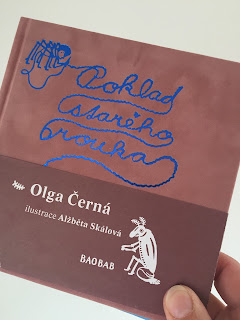 Poklad
starého
brouka
Olga Černá
ilustrace Alžběta Skálová
BAOBAB